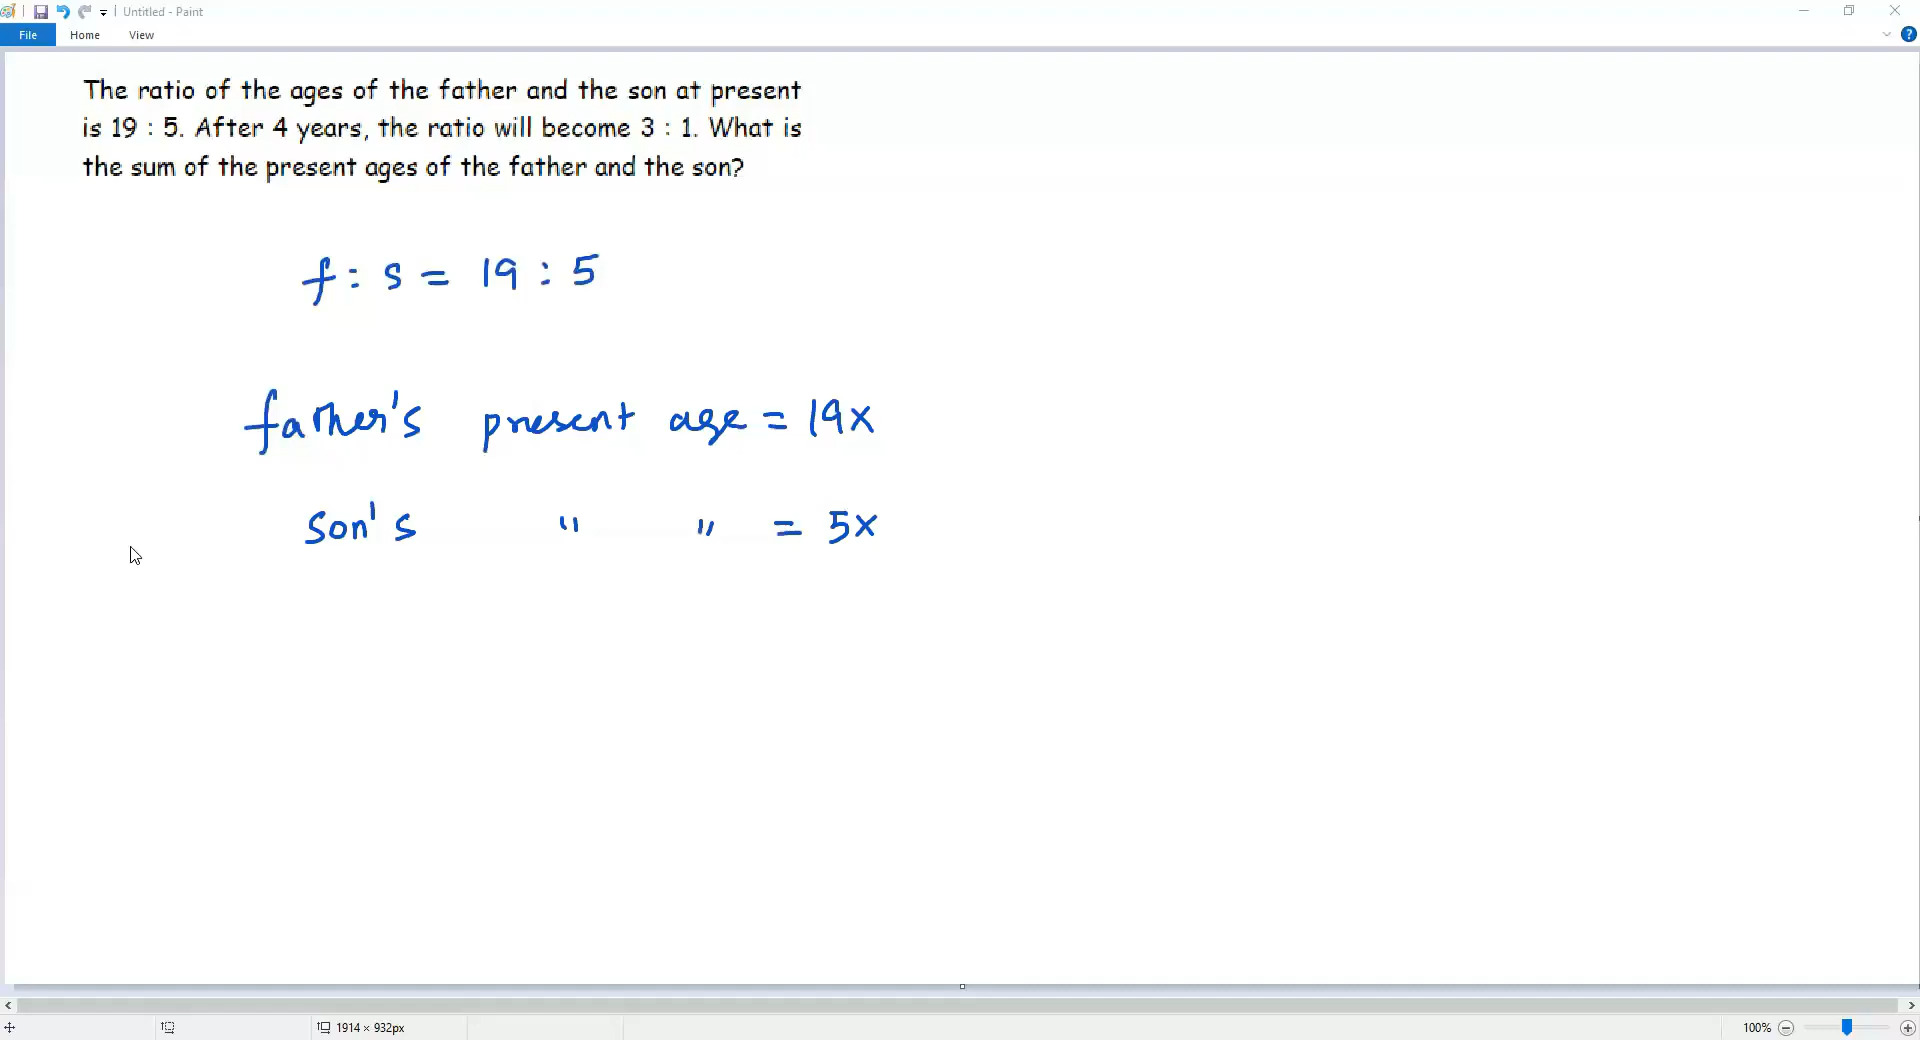 Untitled - Paint
File Home View
The ratio of the ages of the father and the son at present
is 19 : 5. After 4 years, the ratio will become 3 : 1. What is
the sum of the present ages of the father and the son?
f : s = 19 : 5
father's present age = 19x
son's " " = 5x
1914 × 932px 100%